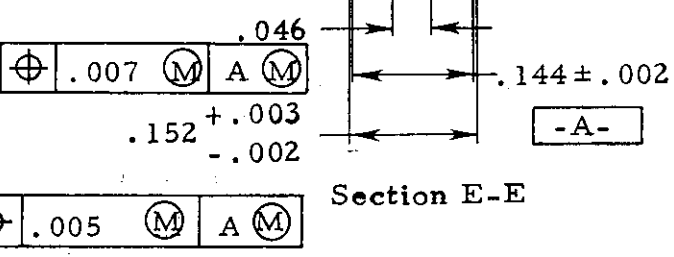 .046
⌖ .007 Ⓜ A Ⓜ
.144 ± .002
.152 +.003 -.002
-A-
Section E-E
⌖ .005 Ⓜ A Ⓜ